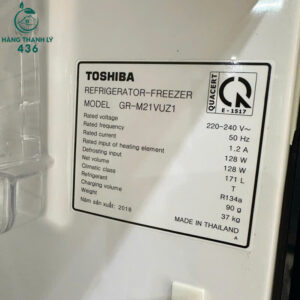 HÀNG THANH LÝ
436
TOSHIBA
REFRIGERATOR-FREEZER
MODEL GR-M21VUZ1
QUACERT
E - 1517
Rated voltage 220-240 V~
Rated frequency 50 Hz
Rated current 1.2 A
Rated input of heating element 128 W
Defrosting input 128 W
Net volume 171 L
Climatic class T
Refrigerant R134a
Charging volume 90 g
Weight 37 kg
Năm sản xuất: 2018
MADE IN THAILAND
A